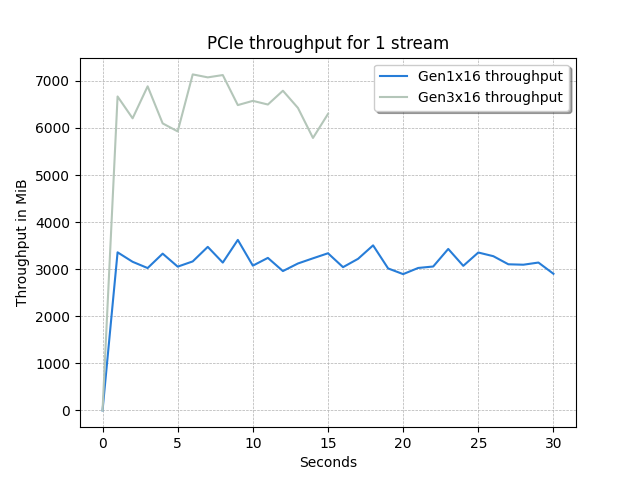 PCIe throughput for 1 stream
Gen1x16 throughput
Gen3x16 throughput
Throughput in MiB
7000
6000
5000
4000
3000
2000
1000
0
0 5 10 15 20 25 30
Seconds